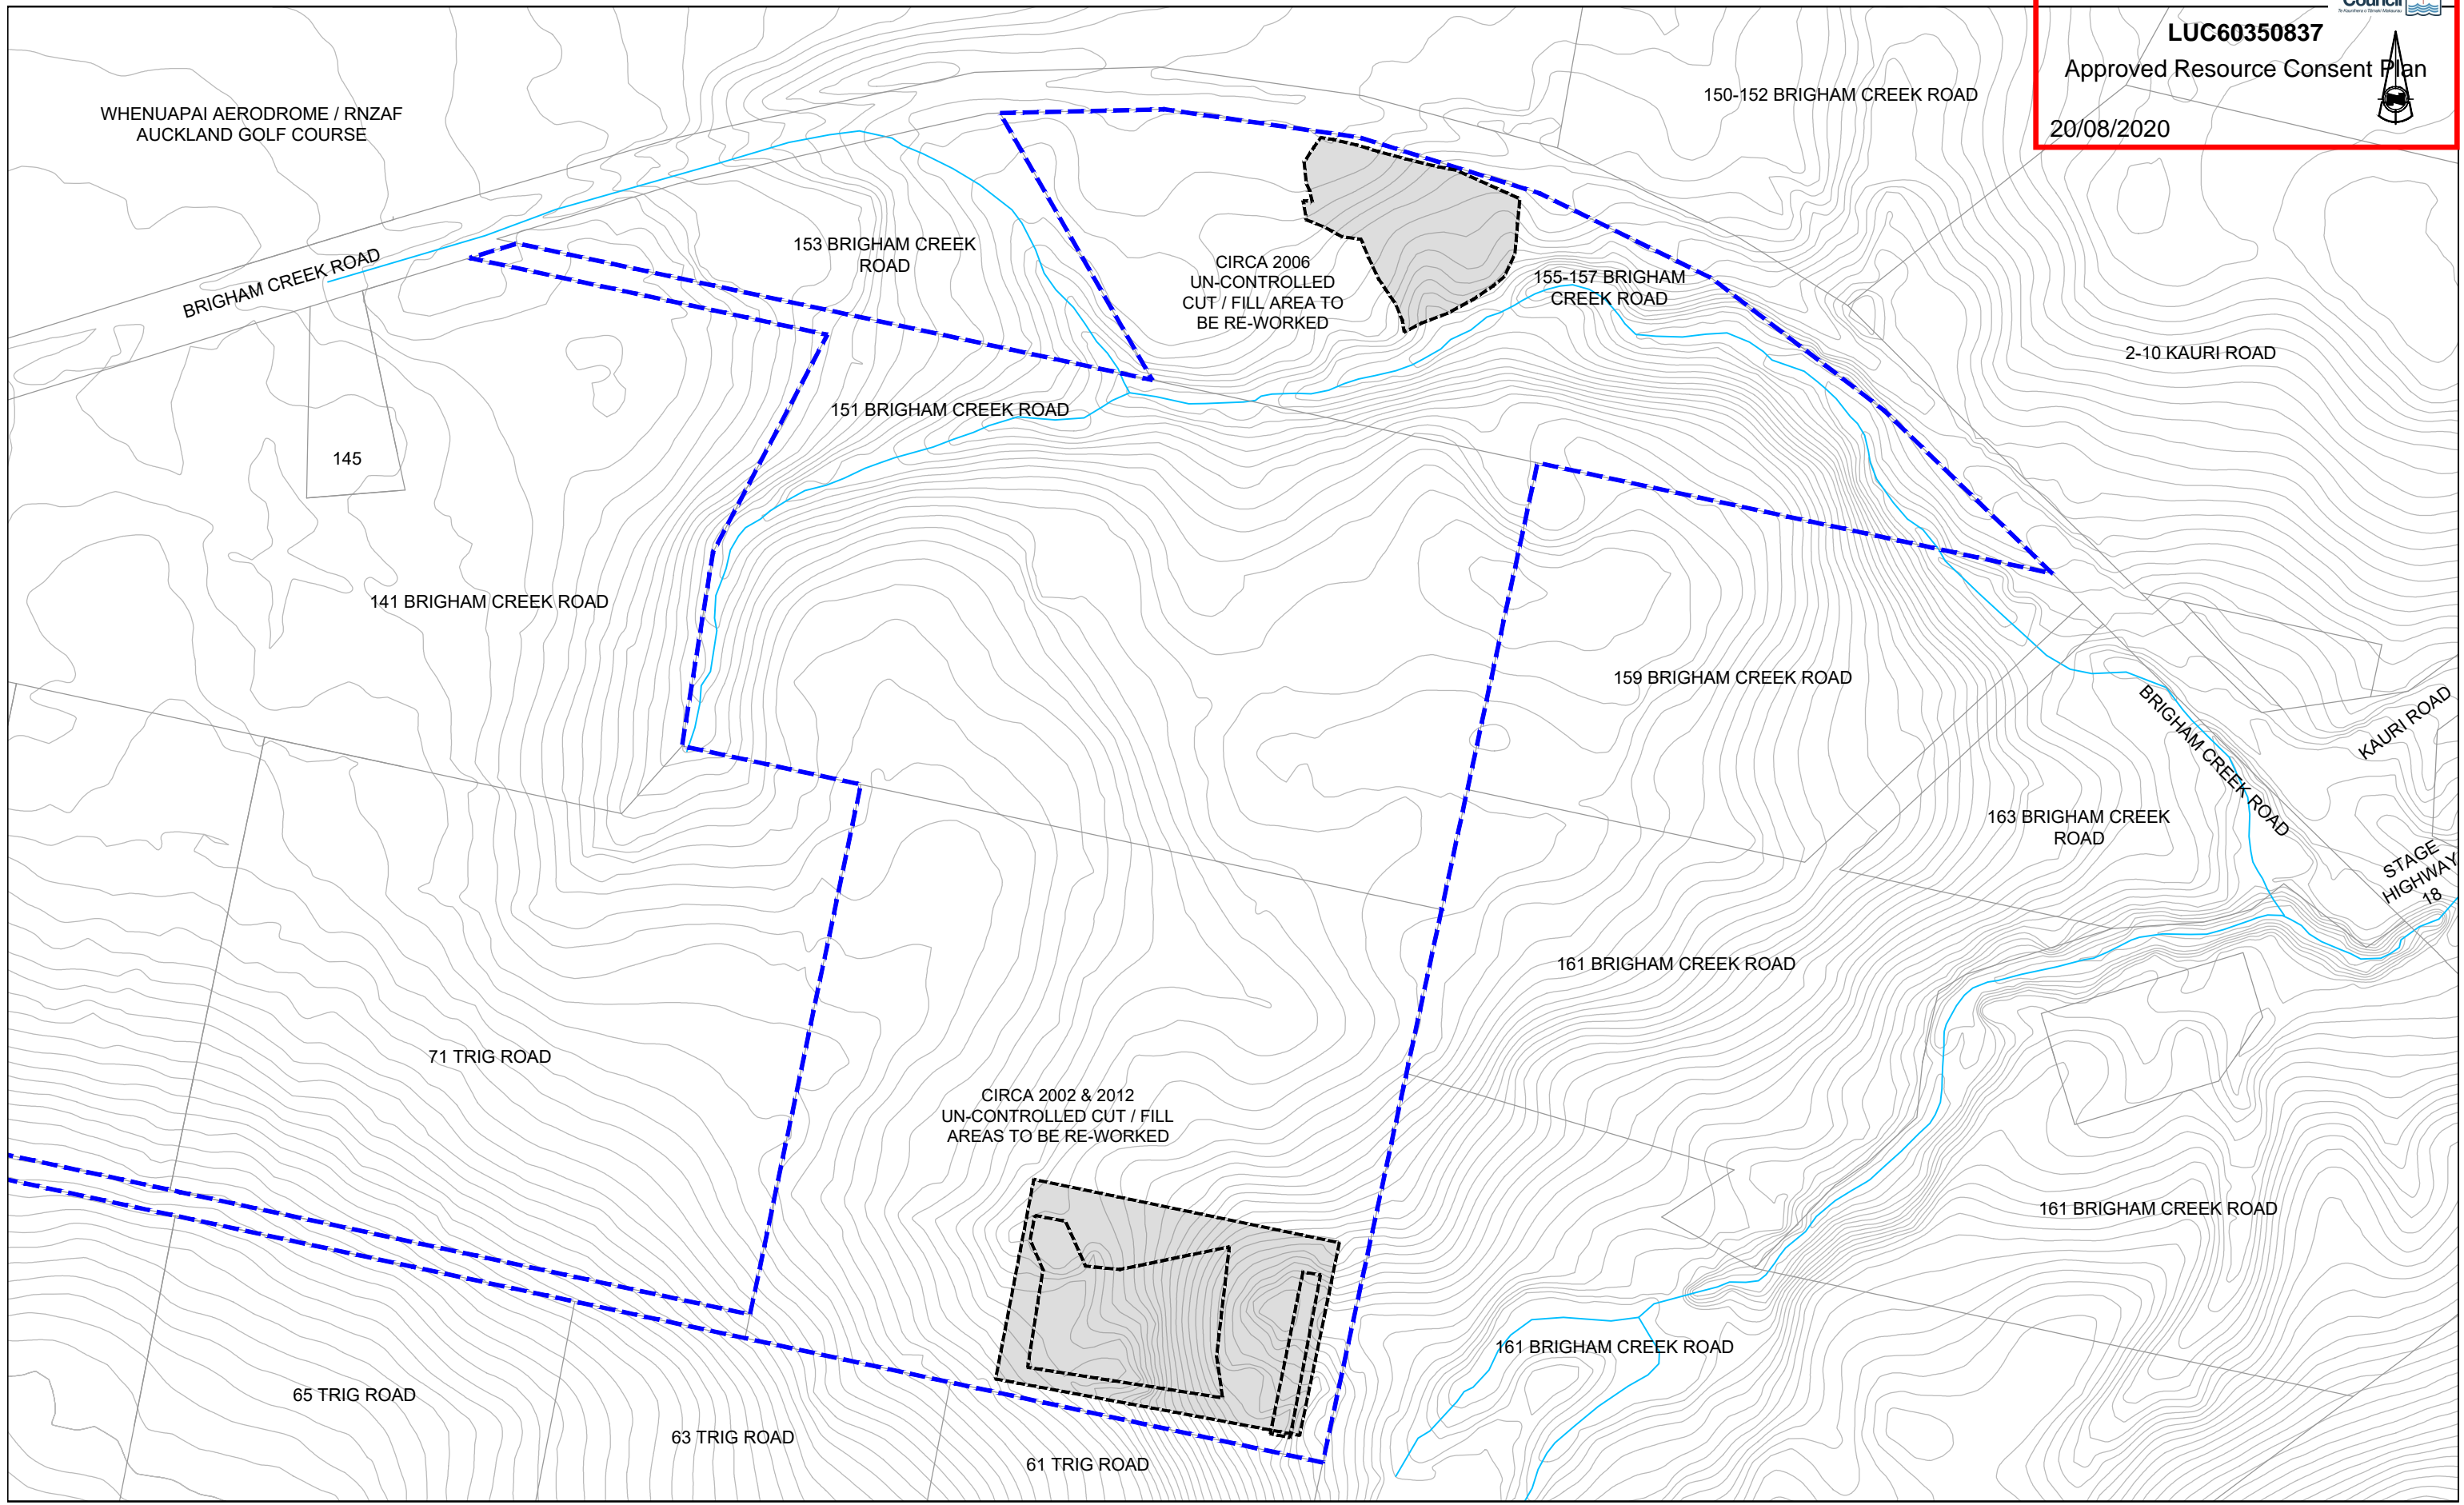 Council
LUC60350837
Approved Resource Consent Plan
20/08/2020
WHENUAPAI AERODROME / RNZAF
AUCKLAND GOLF COURSE
150-152 BRIGHAM CREEK ROAD
BRIGHAM CREEK ROAD
153 BRIGHAM CREEK
ROAD
CIRCA 2006
UN-CONTROLLED
CUT / FILL AREA TO
BE RE-WORKED
155-157 BRIGHAM
CREEK ROAD
2-10 KAURI ROAD
151 BRIGHAM CREEK ROAD
145
141 BRIGHAM CREEK ROAD
159 BRIGHAM CREEK ROAD
BRIGHAM CREEK ROAD
KAURI ROAD
163 BRIGHAM CREEK
ROAD
STAGE
HIGHWAY
18
161 BRIGHAM CREEK ROAD
71 TRIG ROAD
CIRCA 2002 & 2012
UN-CONTROLLED CUT / FILL
AREAS TO BE RE-WORKED
161 BRIGHAM CREEK ROAD
161 BRIGHAM CREEK ROAD
65 TRIG ROAD
63 TRIG ROAD
61 TRIG ROAD